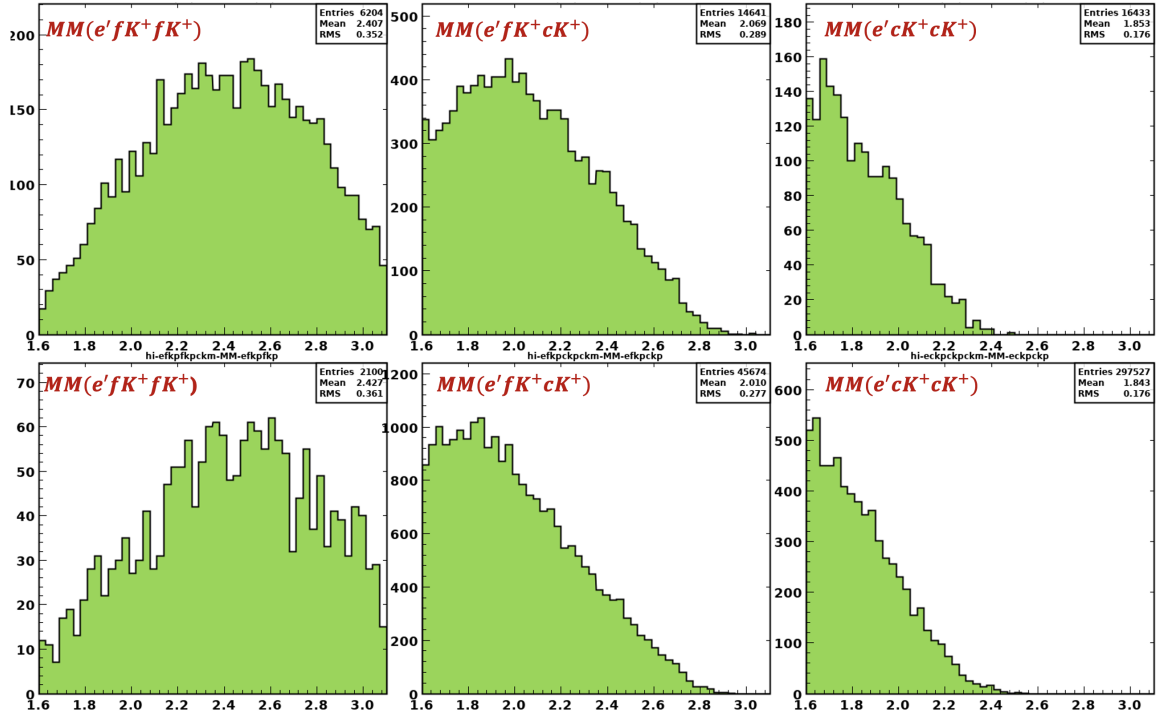 MM(e′fK⁺fK⁺)
Entries 6204
Mean 2.407
RMS 0.352
220
150
100
50
0
1.6 1.8 2.0 2.2 2.4 2.6 2.8 3.0
MM(e′fK⁺cK⁺)
Entries 14641
Mean 2.069
RMS 0.289
500
400
300
200
100
0
1.6 1.8 2.0 2.2 2.4 2.6 2.8 3.0
MM(e′cK⁺cK⁺)
Entries 16433
Mean 1.853
RMS 0.176
180
160
140
120
100
80
60
40
20
0
1.6 1.8 2.0 2.2 2.4 2.6 2.8 3.0
hi-efkpfkpckm-MM-efkpfkp
MM(e′fK⁺fK⁺)
Entries 2100
Mean 2.427
RMS 0.361
70
60
50
40
30
20
10
0
1.6 1.8 2.0 2.2 2.4 2.6 2.8 3.0
hi-efkpckpckm-MM-efkpckp
MM(e′fK⁺cK⁺)
Entries 45674
Mean 2.010
RMS 0.277
1200
1000
800
600
400
200
0
1.6 1.8 2.0 2.2 2.4 2.6 2.8 3.0
hi-eckpckpckm-MM-eckpckp
MM(e′cK⁺cK⁺)
Entries 297527
Mean 1.843
RMS 0.176
600
500
400
300
200
100
0
1.6 1.8 2.0 2.2 2.4 2.6 2.8 3.0